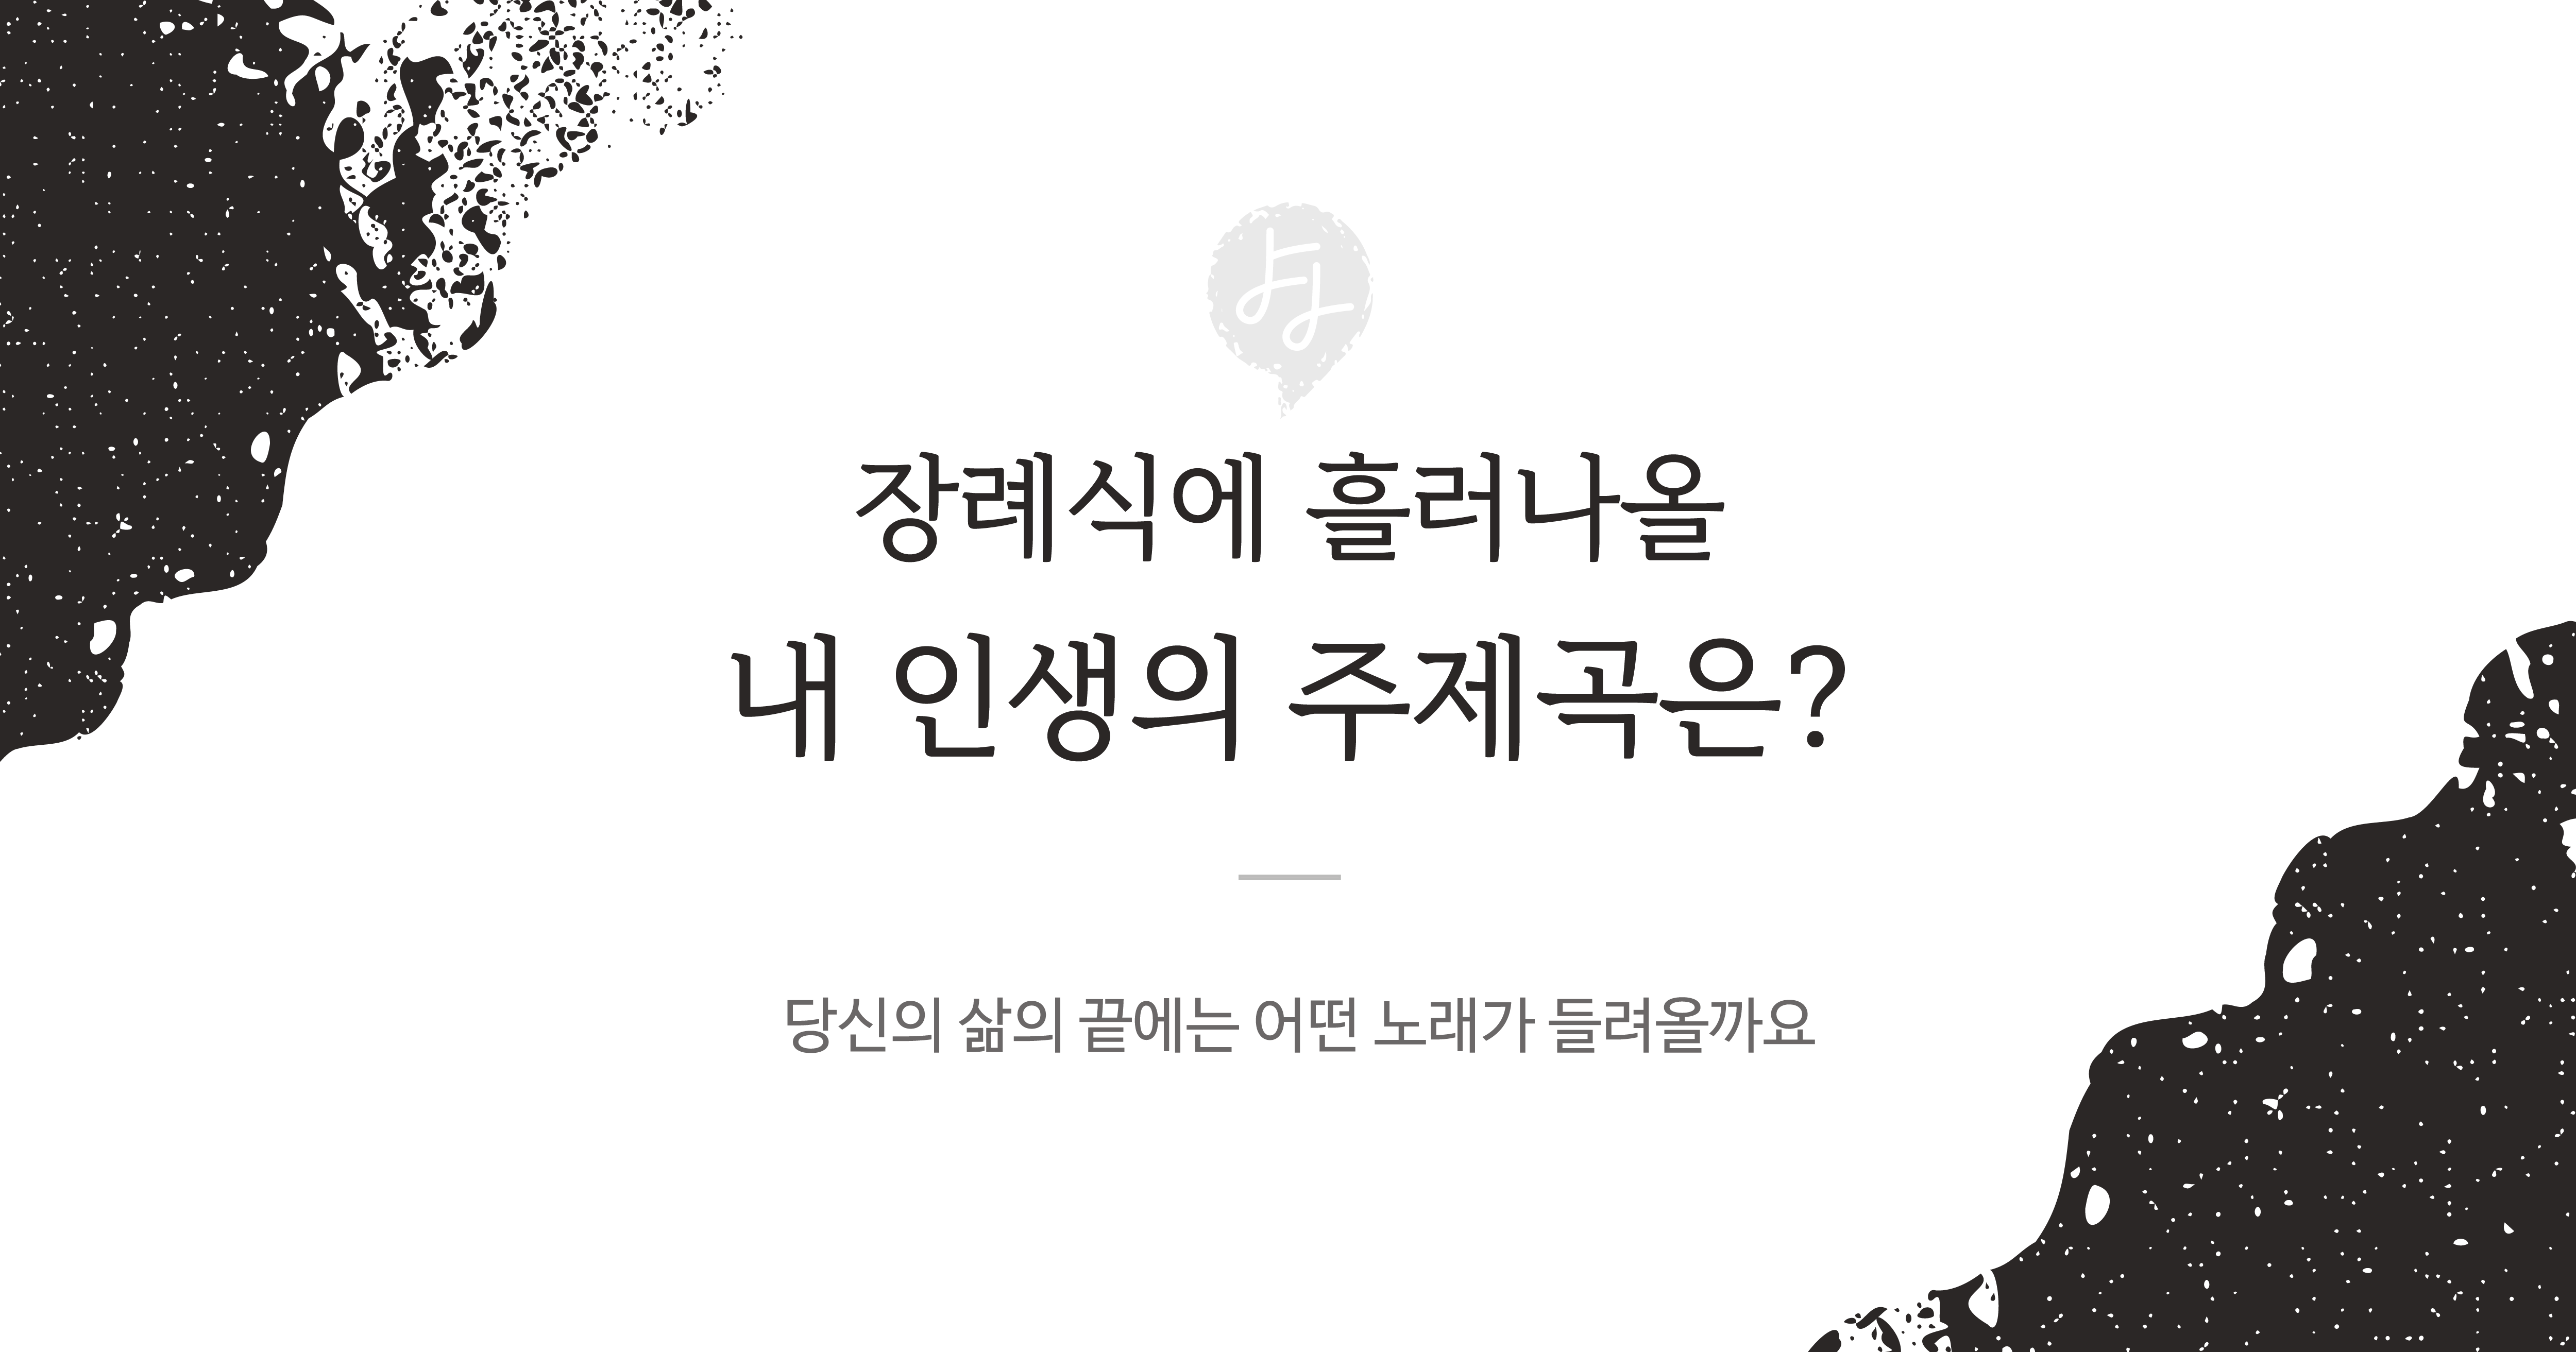 장례식에 흘러나올
내 인생의 주제곡은?
당신의 삶의 끝에는 어떤 노래가 들려올까요